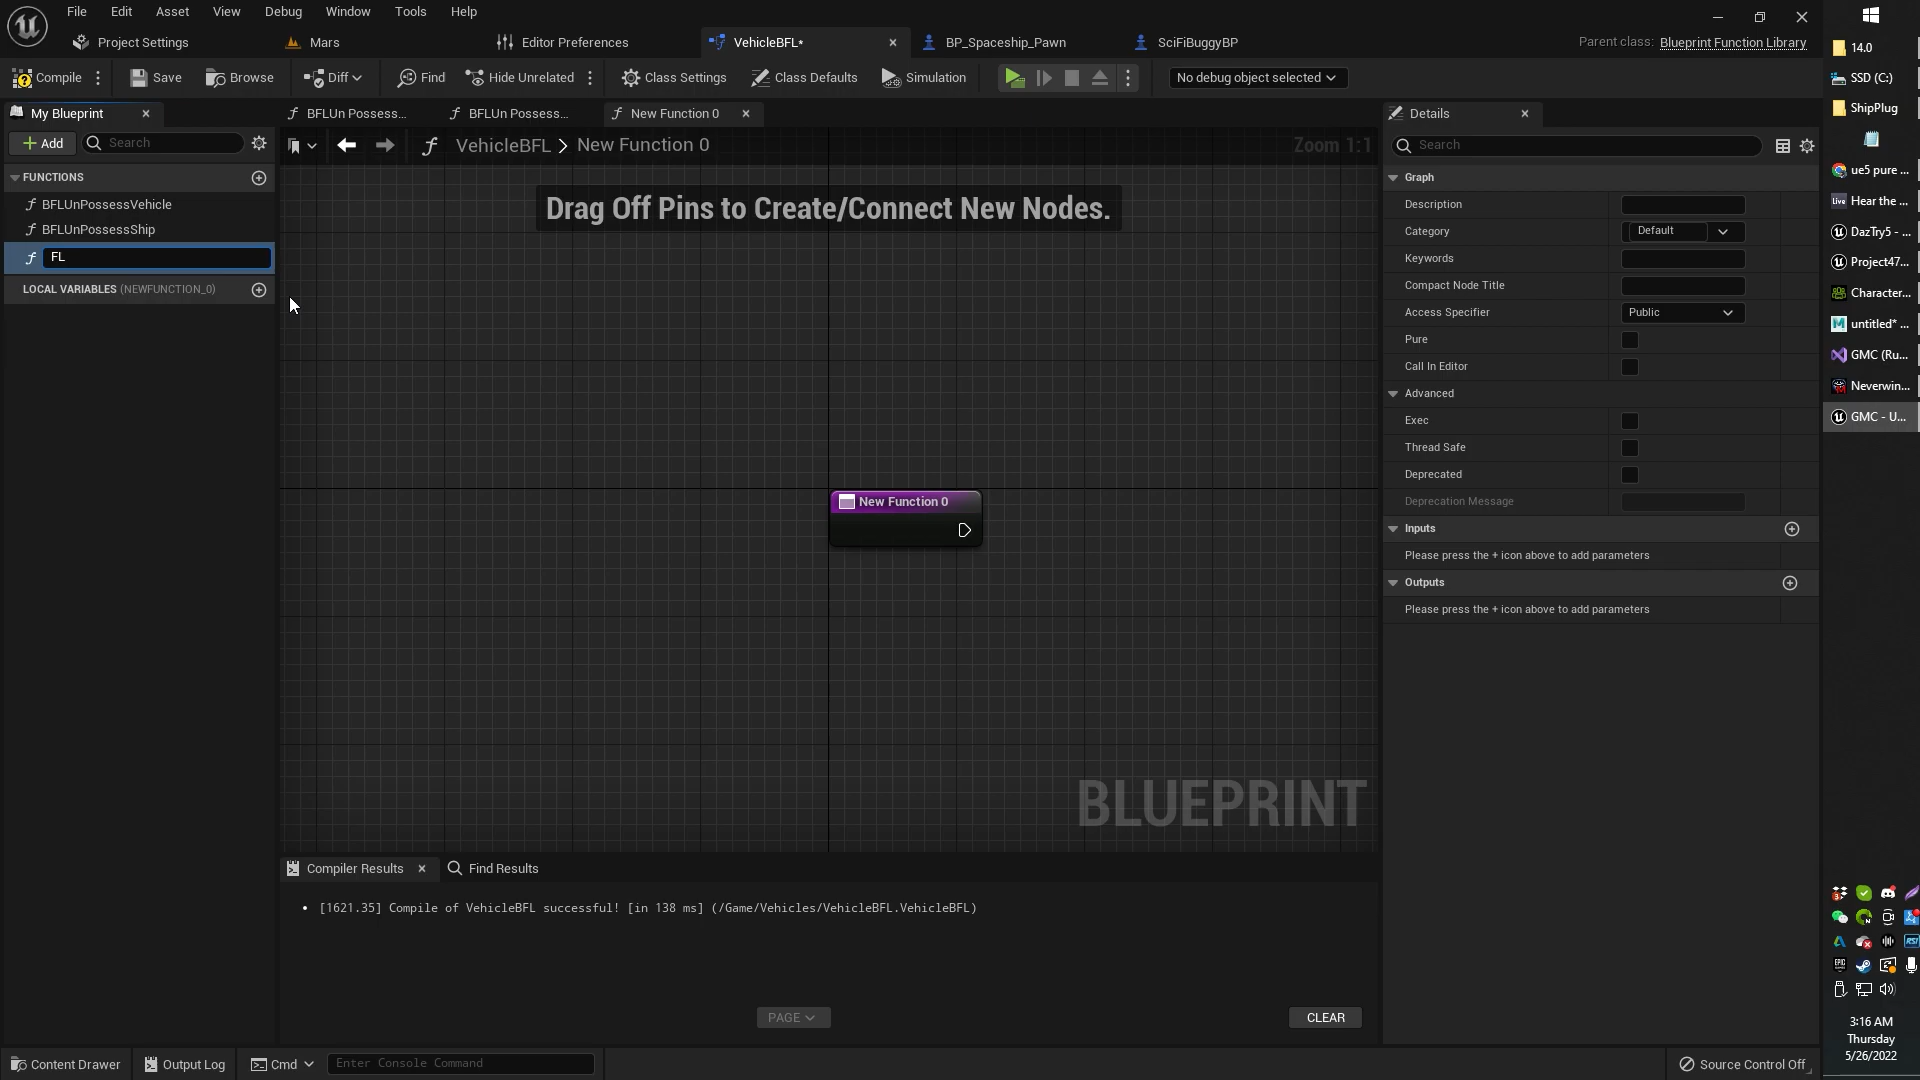 File Edit Asset View Debug Window Tools Help
Project Settings Mars Editor Preferences VehicleBFL* BP_Spaceship_Pawn SciFiBuggyBP Parent class: Blueprint Function Library
Compile Save Browse Diff Find Hide Unrelated Class Settings Class Defaults Simulation No debug object selected
My Blueprint BFLUn Possess... BFLUn Possess... New Function 0 Details
Add Search VehicleBFL > New Function 0 Zoom 1:1 Search
FUNCTIONS
BFLUnPossessVehicle
BFLUnPossessShip
FL
LOCAL VARIABLES (NEWFUNCTION_0)
Drag Off Pins to Create/Connect New Nodes.
New Function 0
BLUEPRINT
Graph
Description
Category Default
Keywords
Compact Node Title
Access Specifier Public
Pure
Call In Editor
Advanced
Exec
Thread Safe
Deprecated
Deprecation Message
Inputs
Please press the + icon above to add parameters
Outputs
Please press the + icon above to add parameters
Compiler Results Find Results
• [1621.35] Compile of VehicleBFL successful! [in 138 ms] (/Game/Vehicles/VehicleBFL.VehicleBFL)
PAGE CLEAR
Content Drawer Output Log Cmd Enter Console Command Source Control Off
14.0
SSD (C:)
ShipPlug
ue5 pure ...
Live Hear the ...
DazTry5 - ...
Project47...
Character...
untitled* ...
GMC (Ru...
Neverwin...
GMC - U...
3:16 AM
Thursday
5/26/2022